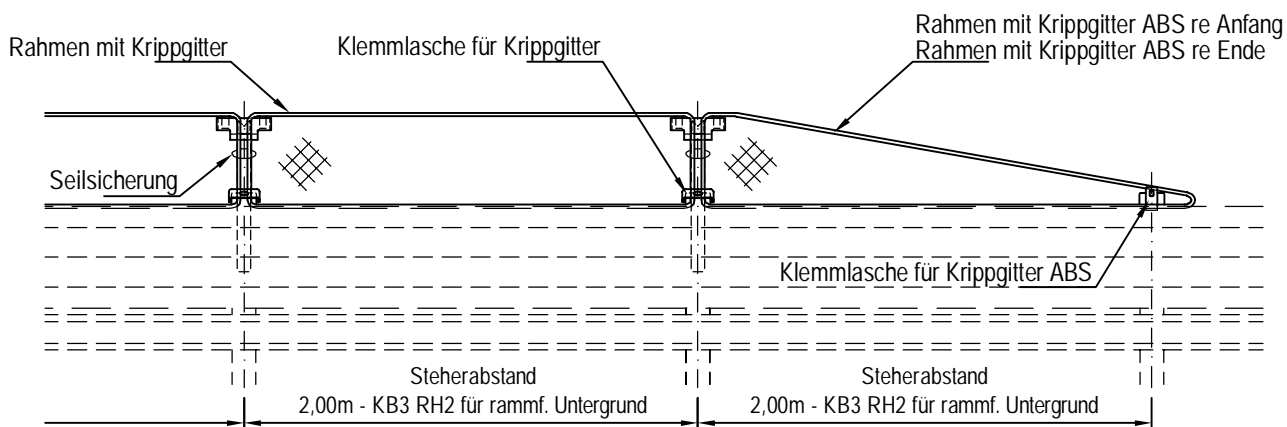 Rahmen mit Krippgitter ABS re Anfang
Rahmen mit Krippgitter ABS re Ende
Rahmen mit Krippgitter
Klemmlasche für Krippgitter
Seilsicherung
Klemmlasche für Krippgitter ABS
Steherabstand
2,00m - KB3 RH2 für rammf. Untergrund
Steherabstand
2,00m - KB3 RH2 für rammf. Untergrund